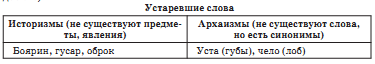 Устаревшие слова
Историзмы (не существуют предме-
ты, явления)
Архаизмы (не существуют слова,
но есть синонимы)
Боярин, гусар, оброк
Уста (губы), чело (лоб)